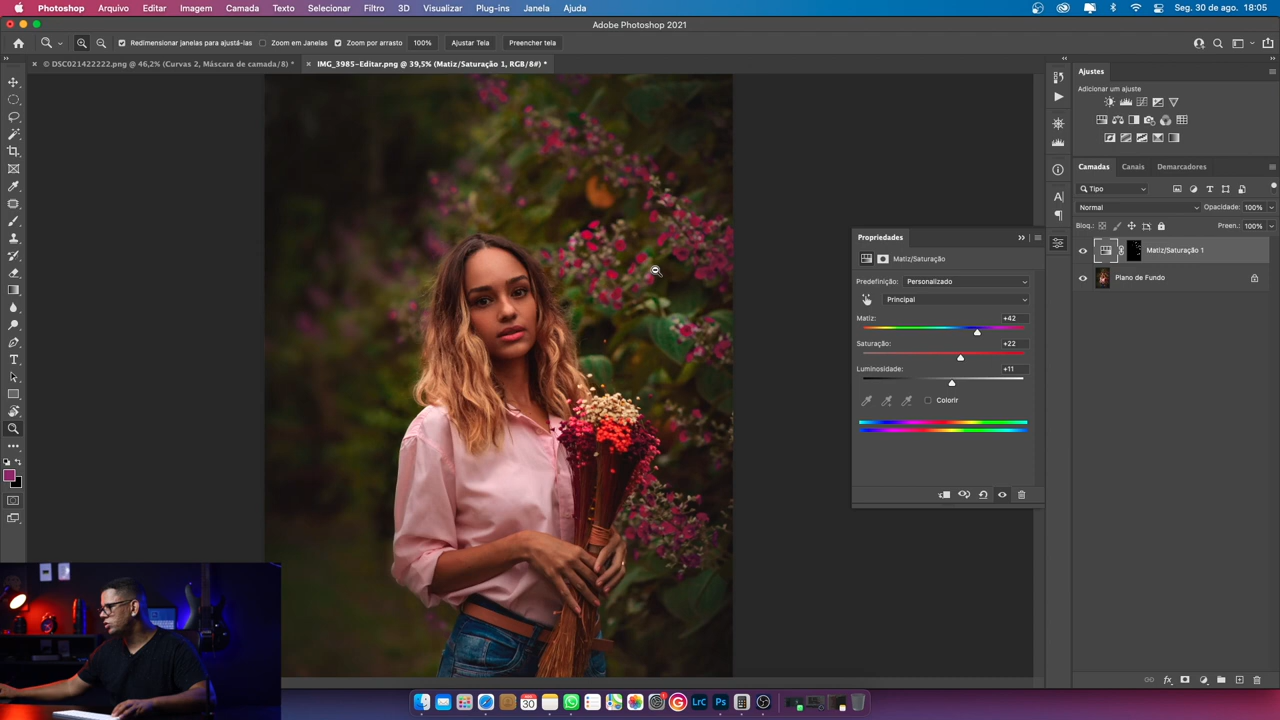 Photoshop Arquivo Editar Imagem Camada Texto Selecionar Filtro 3D Visualizar Plug-ins Janela Ajuda Seg. 30 de ago. 18:05
Adobe Photoshop 2021
Redimensionar janelas para ajustá-las Zoom em Janelas Zoom por arrasto 100% Ajustar Tela Preencher tela
© DSC021422222.png @ 46,2% (Curvas 2, Máscara de camada/8) * IMG_3985-Editar.png @ 39,5% (Matiz/Saturação 1, RGB/8#) *
Ajustes
Adicionar um ajuste
Camadas Canais Demarcadores
Tipo
Normal Opacidade: 100%
Bloq.: Preen.: 100%
Matiz/Saturação 1
Plano de Fundo
Propriedades
Matiz/Saturação
Predefinição: Personalizado
Principal
Matiz: +42
Saturação: +22
Luminosidade: +11
Colorir
AGO
30
LrC
Ps